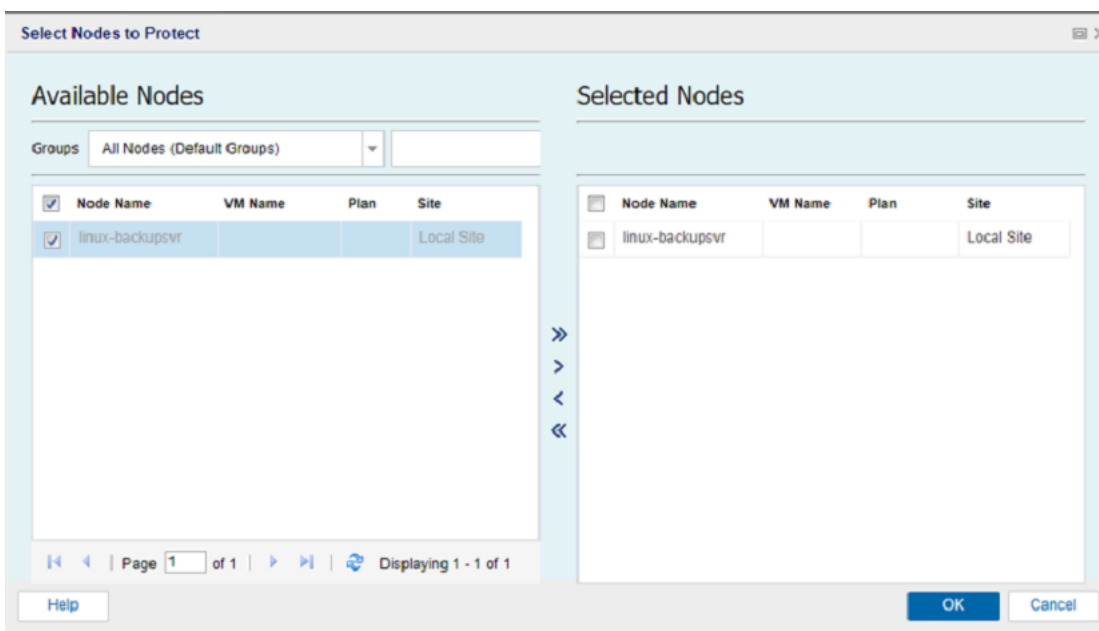 Select Nodes to Protect
Available Nodes
Selected Nodes
Groups All Nodes (Default Groups)
Node Name VM Name Plan Site
linux-backupsvr Local Site
Node Name VM Name Plan Site
linux-backupsvr Local Site
Page 1 of 1 Displaying 1 - 1 of 1
Help OK Cancel